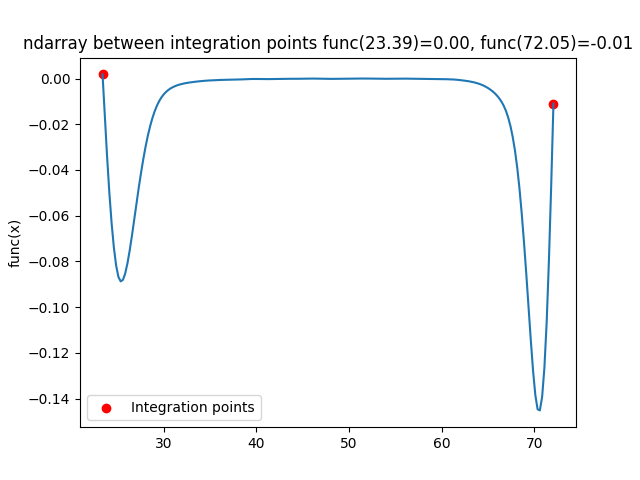 ndarray between integration points func(23.39)=0.00, func(72.05)=-0.01
0.00
−0.02
−0.04
−0.06
−0.08
−0.10
−0.12
−0.14
func(x)
Integration points
30 40 50 60 70